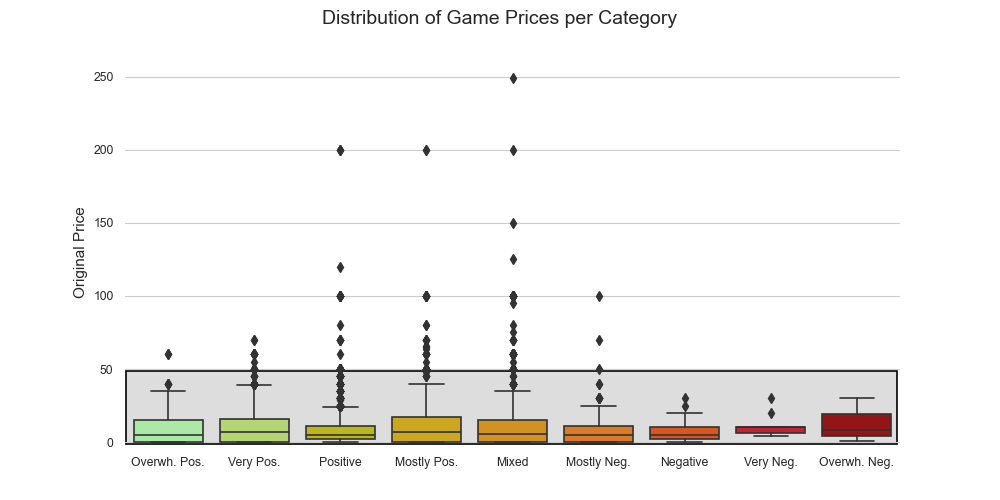 Distribution of Game Prices per Category
Original Price
250
200
150
100
50
0
Overwh. Pos. Very Pos. Positive Mostly Pos. Mixed Mostly Neg. Negative Very Neg. Overwh. Neg.